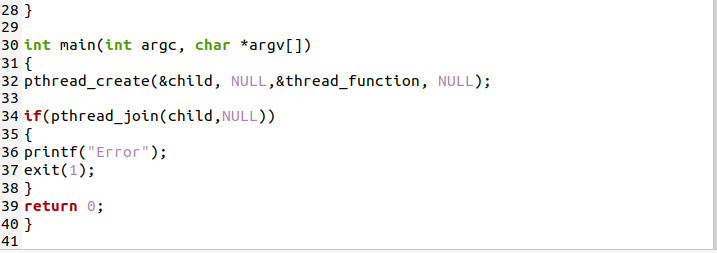 28 }
29
30 int main(int argc, char *argv[])
31 {
32 pthread_create(&child, NULL,&thread_function, NULL);
33
34 if(pthread_join(child,NULL))
35 {
36 printf("Error");
37 exit(1);
38 }
39 return 0;
40 }
41